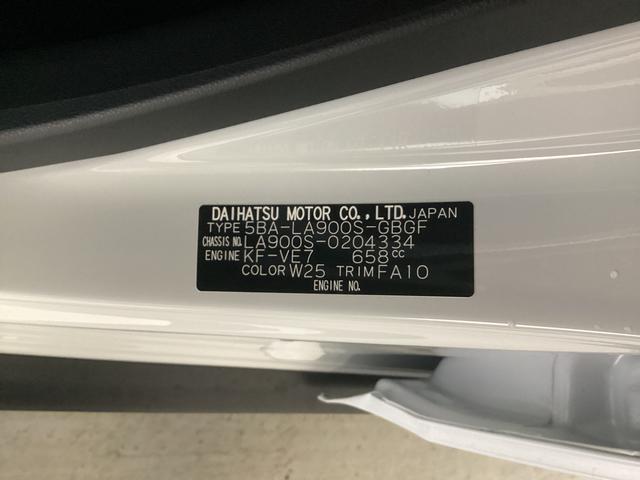 DAIHATSU MOTOR CO., LTD. JAPAN
TYPE 5BA-LA900S-GBGF
CHASSIS NO. LA900S-0204334
ENGINE KF-VE7 658cc
COLOR W25 TRIM FA10
ENGINE NO.